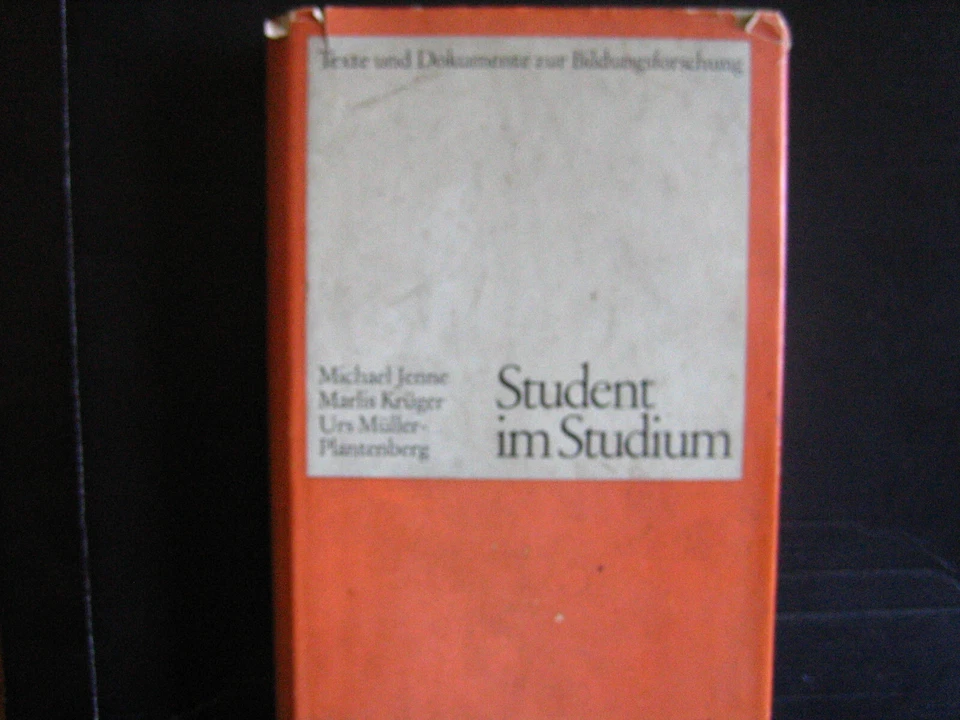 Texte und Dokumente zur Bildungsforschung
Michael Jenne
Marlis Krüger
Urs Müller-
Plantenberg
Student
im Studium